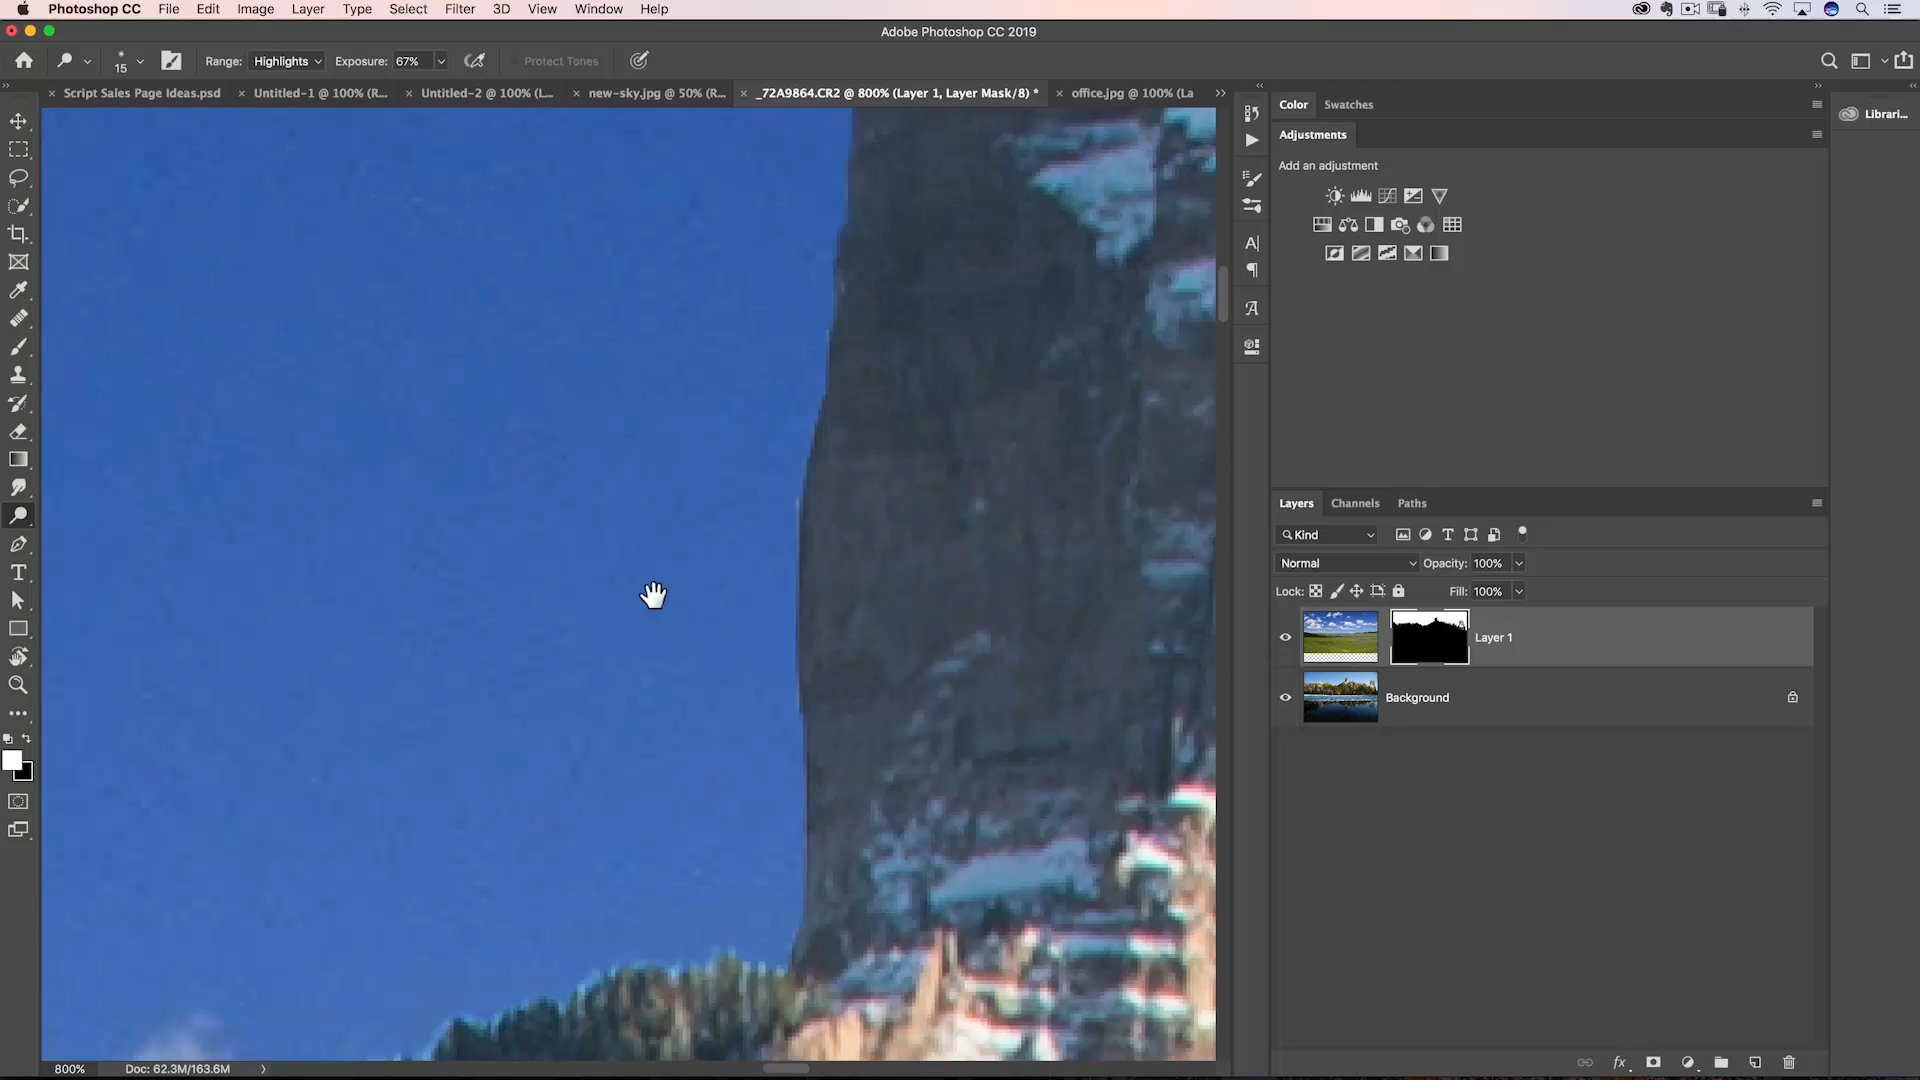 Photoshop CC File Edit Image Layer Type Select Filter 3D View Window Help
Adobe Photoshop CC 2019
15 Range: Highlights Exposure: 67% Protect Tones
Script Sales Page Ideas.psd Untitled-1 @ 100% (R... Untitled-2 @ 100% (L... new-sky.jpg @ 50% (R... _72A9864.CR2 @ 800% (Layer 1, Layer Mask/8) * office.jpg @ 100% (La
Color Swatches
Librari...
Adjustments
Add an adjustment
Layers Channels Paths
Kind
Normal Opacity: 100%
Lock: Fill: 100%
Layer 1
Background
800% Doc: 62.3M/163.6M